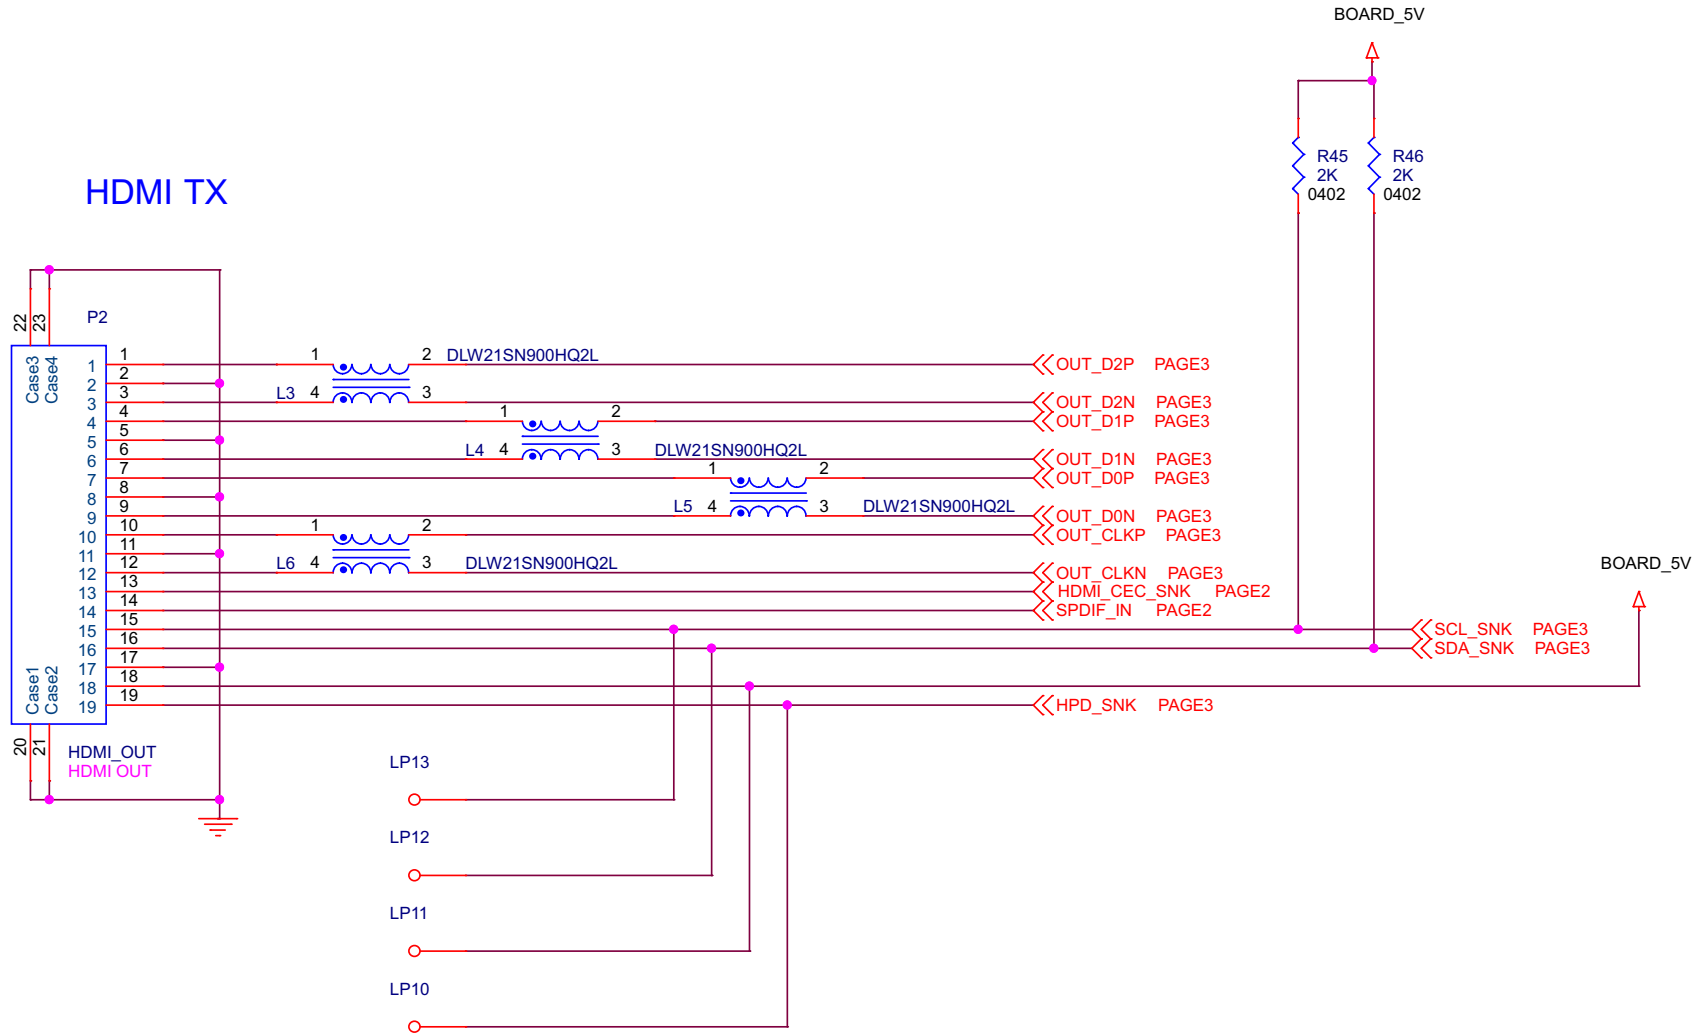 BOARD_5V
R45
2K
0402
R46
2K
0402
HDMI TX
P2
22
23
Case3
Case4
1 1
2 2
3 3
4 4
5 5
6 6
7 7
8 8
9 9
10 10
11 11
12 12
13 13
14 14
15 15
16 16
17 17
18 18
19 19
Case1
Case2
20
21
HDMI_OUT
HDMI OUT
1 2 DLW21SN900HQ2L
L3 4 3
1 2
L4 4 3 DLW21SN900HQ2L
1 2
L5 4 3 DLW21SN900HQ2L
1 2
L6 4 3 DLW21SN900HQ2L
OUT_D2P PAGE3
OUT_D2N PAGE3
OUT_D1P PAGE3
OUT_D1N PAGE3
OUT_D0P PAGE3
OUT_D0N PAGE3
OUT_CLKP PAGE3
OUT_CLKN PAGE3
HDMI_CEC_SNK PAGE2
SPDIF_IN PAGE2
BOARD_5V
SCL_SNK PAGE3
SDA_SNK PAGE3
HPD_SNK PAGE3
LP13
LP12
LP11
LP10